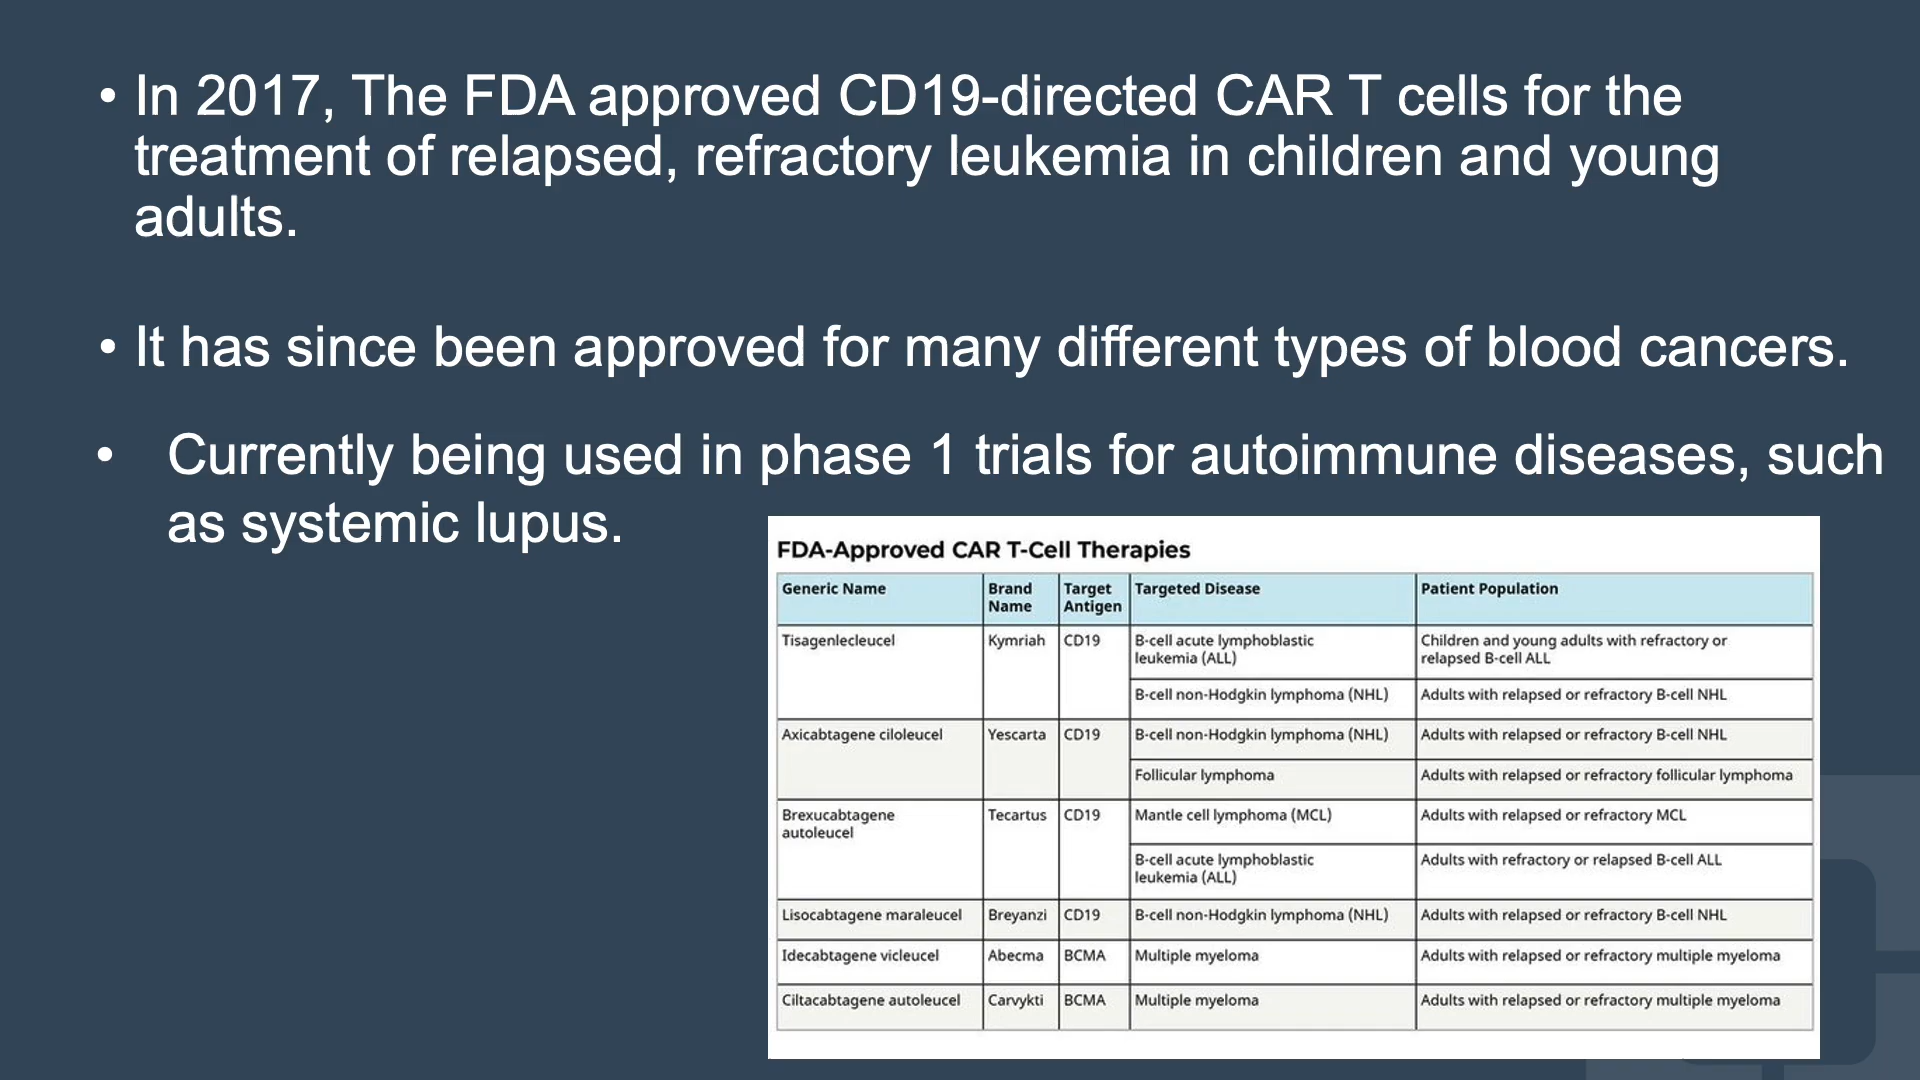 • In 2017, The FDA approved CD19-directed CAR T cells for the
treatment of relapsed, refractory leukemia in children and young
adults.
• It has since been approved for many different types of blood cancers.
• Currently being used in phase 1 trials for autoimmune diseases, such
as systemic lupus.
FDA-Approved CAR T-Cell Therapies
Generic Name Brand Name Target Antigen Targeted Disease Patient Population
Tisagenlecleucel Kymriah CD19 B-cell acute lymphoblastic leukemia (ALL) Children and young adults with refractory or relapsed B-cell ALL
B-cell non-Hodgkin lymphoma (NHL) Adults with relapsed or refractory B-cell NHL
Axicabtagene ciloleucel Yescarta CD19 B-cell non-Hodgkin lymphoma (NHL) Adults with relapsed or refractory B-cell NHL
Follicular lymphoma Adults with relapsed or refractory follicular lymphoma
Brexucabtagene autoleucel Tecartus CD19 Mantle cell lymphoma (MCL) Adults with relapsed or refractory MCL
B-cell acute lymphoblastic leukemia (ALL) Adults with refractory or relapsed B-cell ALL
Lisocabtagene maraleucel Breyanzi CD19 B-cell non-Hodgkin lymphoma (NHL) Adults with relapsed or refractory B-cell NHL
Idecabtagene vicleucel Abecma BCMA Multiple myeloma Adults with relapsed or refractory multiple myeloma
Ciltacabtagene autoleucel Carvykti BCMA Multiple myeloma Adults with relapsed or refractory multiple myeloma